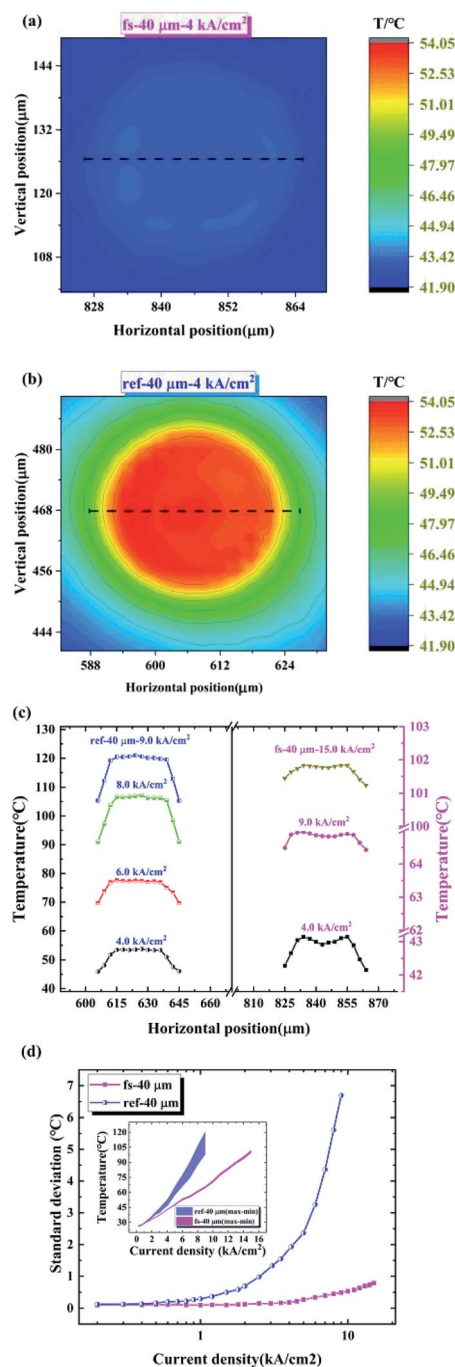 (a)
fs-40 μm-4 kA/cm²
T/°C
Vertical position(μm)
144
132
120
108
828 840 852 864
Horizontal position(μm)
54.05
52.53
51.01
49.49
47.98
46.46
44.94
43.42
41.90
(b)
ref-40 μm-4 kA/cm²
T/°C
Vertical position(μm)
480
468
456
444
588 600 612 624
Horizontal position(μm)
54.05
52.53
51.01
49.49
47.98
46.46
44.94
43.42
41.90
(c)
Temperature(°C)
130
120
110
100
90
80
70
60
50
40
ref-40 μm-9.0 kA/cm²
8.0 kA/cm²
6.0 kA/cm²
4.0 kA/cm²
fs-40 μm-15.0 kA/cm²
9.0 kA/cm²
4.0 kA/cm²
103
102
101
100
64
63
62
43
42
Temperature(°C)
600 615 630 645 660 810 825 840 855 870
Horizontal position(μm)
(d)
fs-40 μm
ref-40 μm
Standard deviation (°C)
7
6
5
4
3
2
1
0
Temperature(°C)
120
105
90
75
60
45
30
ref-40 μm(max-min)
fs-40 μm(max-min)
0 2 4 6 8 10 12 14 16
Current density (kA/cm²)
1 10
Current density(kA/cm2)